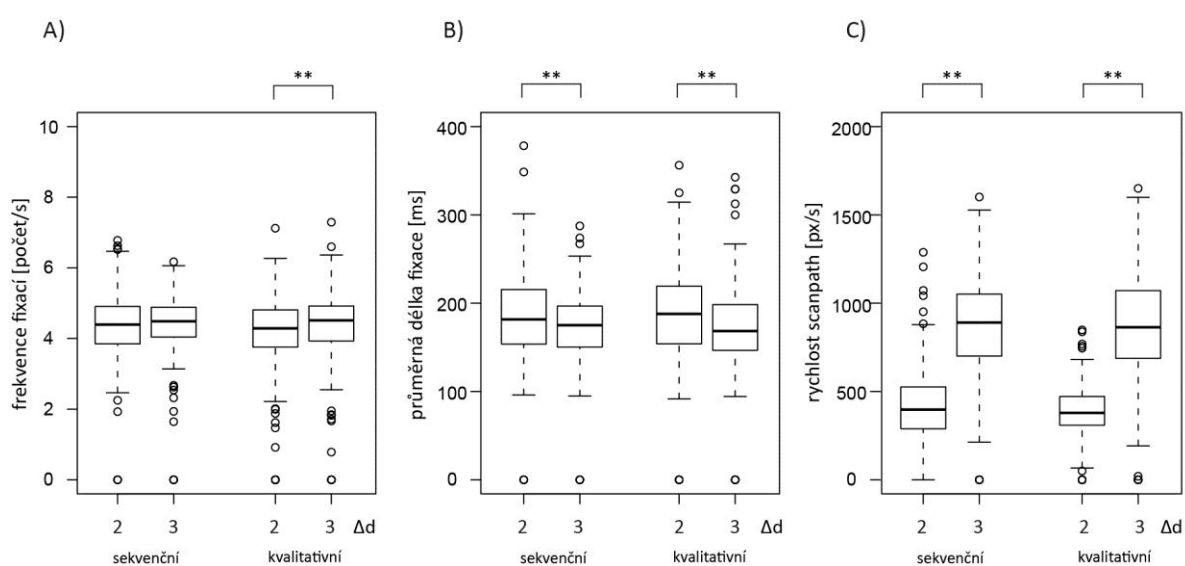 A)
**
frekvence fixací [počet/s]
10
8
6
4
2
0
2 3 2 3 Δd
sekvenční kvalitativní
B)
** **
průměrná délka fixace [ms]
400
300
200
100
0
2 3 2 3 Δd
sekvenční kvalitativní
C)
** **
rychlost scanpath [px/s]
2000
1500
1000
500
0
2 3 2 3 Δd
sekvenční kvalitativní